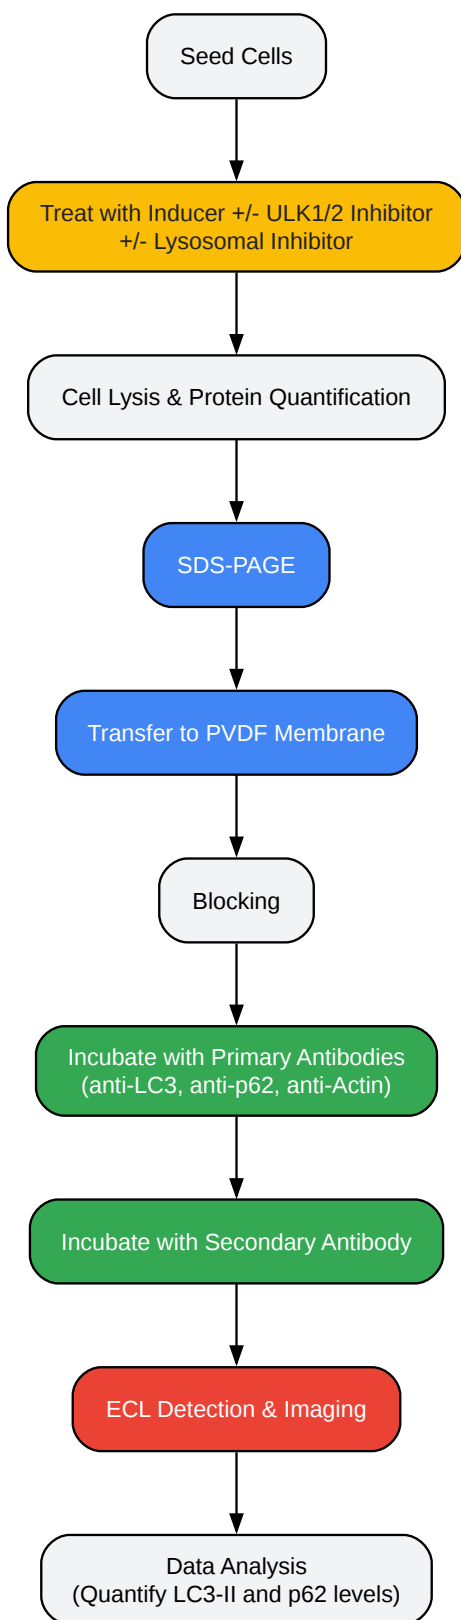 Seed Cells
Treat with Inducer +/- ULK1/2 Inhibitor
+/- Lysosomal Inhibitor
Cell Lysis & Protein Quantification
SDS-PAGE
Transfer to PVDF Membrane
Blocking
Incubate with Primary Antibodies
(anti-LC3, anti-p62, anti-Actin)
Incubate with Secondary Antibody
ECL Detection & Imaging
Data Analysis
(Quantify LC3-II and p62 levels)